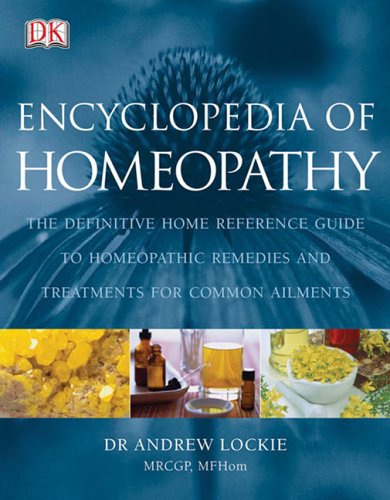 DK
ENCYCLOPEDIA OF
HOMEOPATHY
THE DEFINITIVE HOME REFERENCE GUIDE
TO HOMEOPATHIC REMEDIES AND
TREATMENTS FOR COMMON AILMENTS
DR ANDREW LOCKIE
MRCGP, MFHom